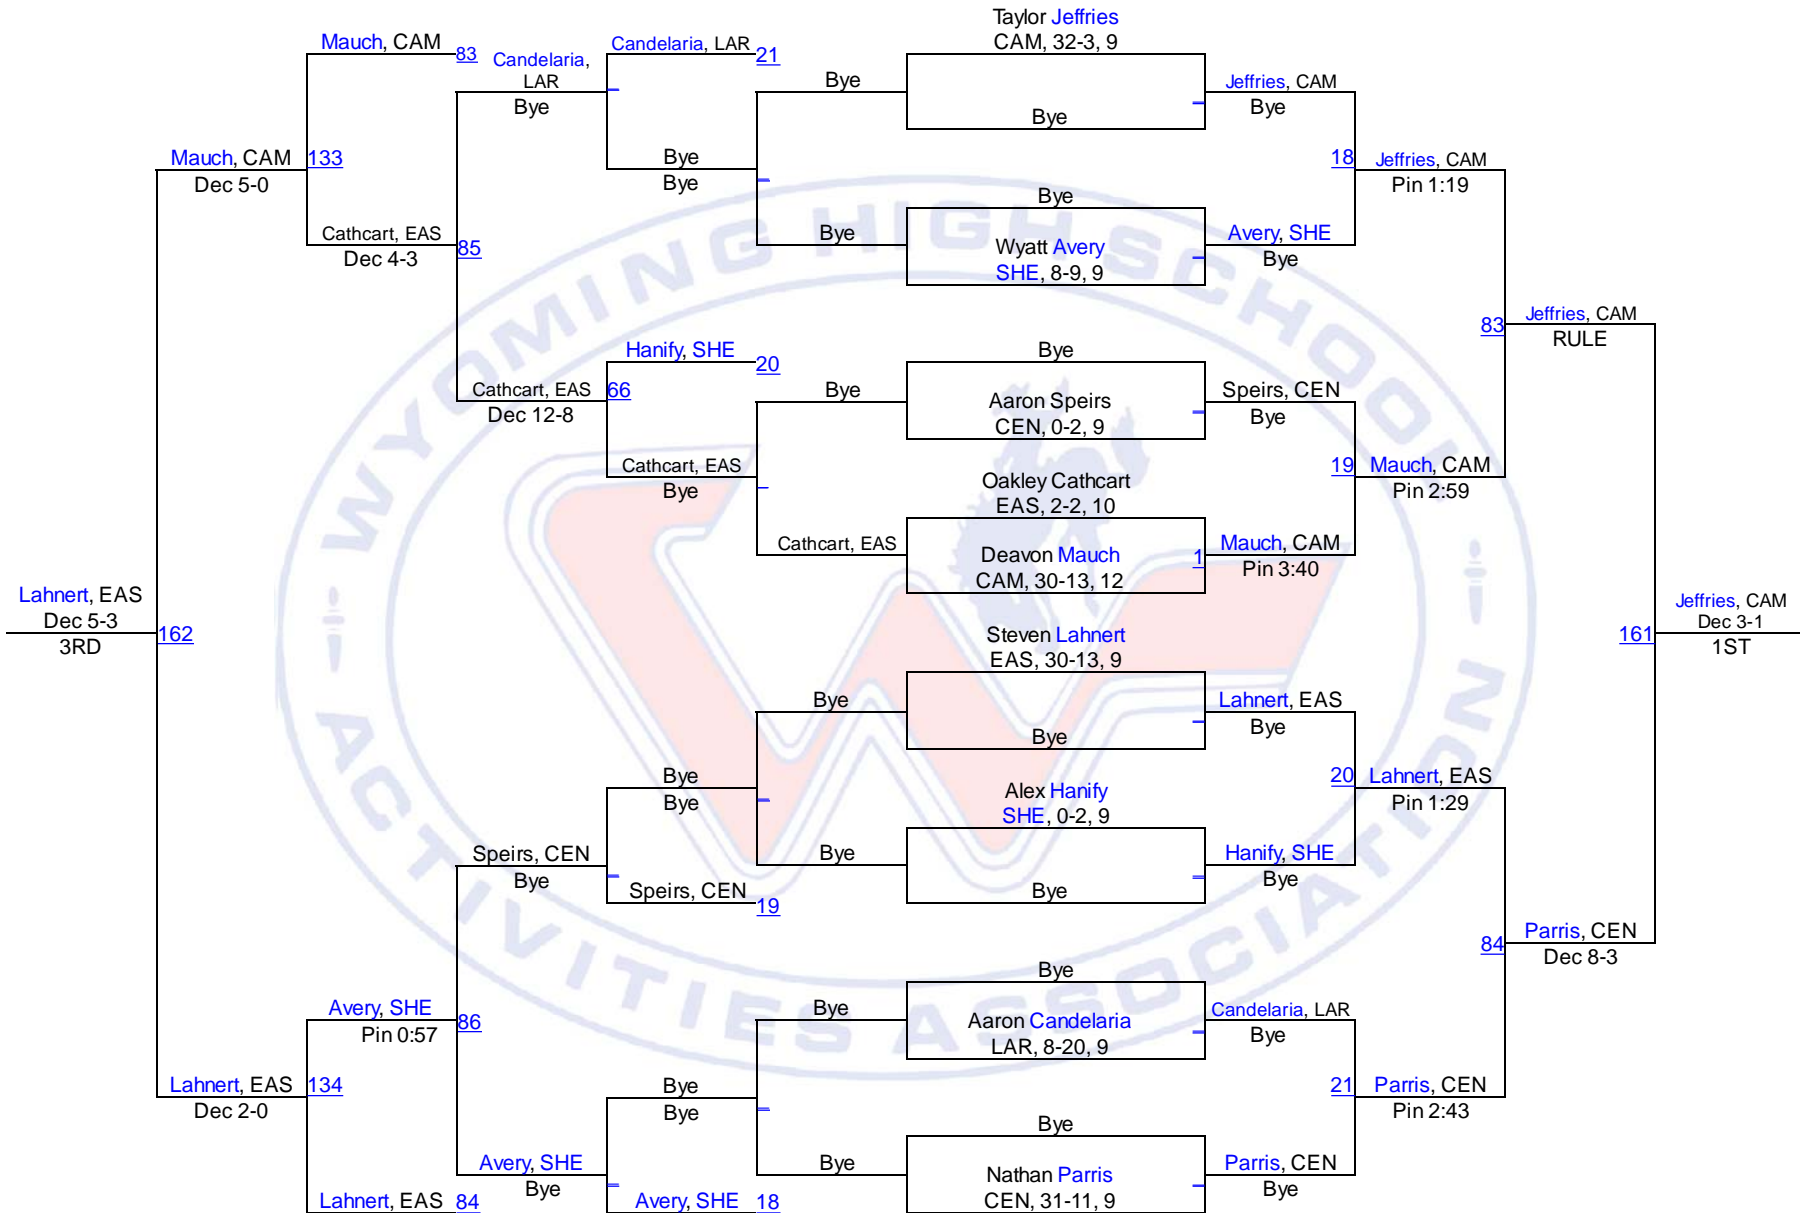 Taylor Jeffries
CAM, 32-3, 9
Mauch, CAM
83
Candelaria,
LAR
Bye
Candelaria, LAR
21
Bye
Bye
Jeffries, CAM
Bye
Mauch, CAM
Dec 5-0
133
Bye
Bye
18
Jeffries, CAM
Pin 1:19
Cathcart, EAS
Dec 4-3
85
Bye
Bye
Wyatt Avery
SHE, 8-9, 9
Avery, SHE
Bye
83
Jeffries, CAM
RULE
Hanify, SHE
20
Bye
Cathcart, EAS
Dec 12-8
66
Bye
Aaron Speirs
CEN, 0-2, 9
Speirs, CEN
Bye
Cathcart, EAS
Bye
19
Mauch, CAM
Pin 2:59
Oakley Cathcart
EAS, 2-2, 10
Cathcart, EAS
Deavon Mauch
CAM, 30-13, 12
1
Mauch, CAM
Pin 3:40
Lahnert, EAS
Dec 5-3
3RD
162
161
Jeffries, CAM
Dec 3-1
1ST
Steven Lahnert
EAS, 30-13, 9
Bye
Bye
Lahnert, EAS
Bye
Bye
Bye
20
Lahnert, EAS
Pin 1:29
Alex Hanify
SHE, 0-2, 9
Speirs, CEN
Bye
Bye
Bye
Hanify, SHE
Bye
Speirs, CEN
19
84
Parris, CEN
Dec 8-3
Bye
Avery, SHE
Pin 0:57
86
Bye
Aaron Candelaria
LAR, 8-20, 9
Candelaria, LAR
Bye
Lahnert, EAS
Dec 2-0
134
Bye
Bye
21
Parris, CEN
Pin 2:43
Bye
Avery, SHE
Bye
Bye
Nathan Parris
CEN, 31-11, 9
Parris, CEN
Bye
Lahnert, EAS
84
Avery, SHE
18
WYOMING HIGH SCHOOL
ACTIVITIES ASSOCIATION